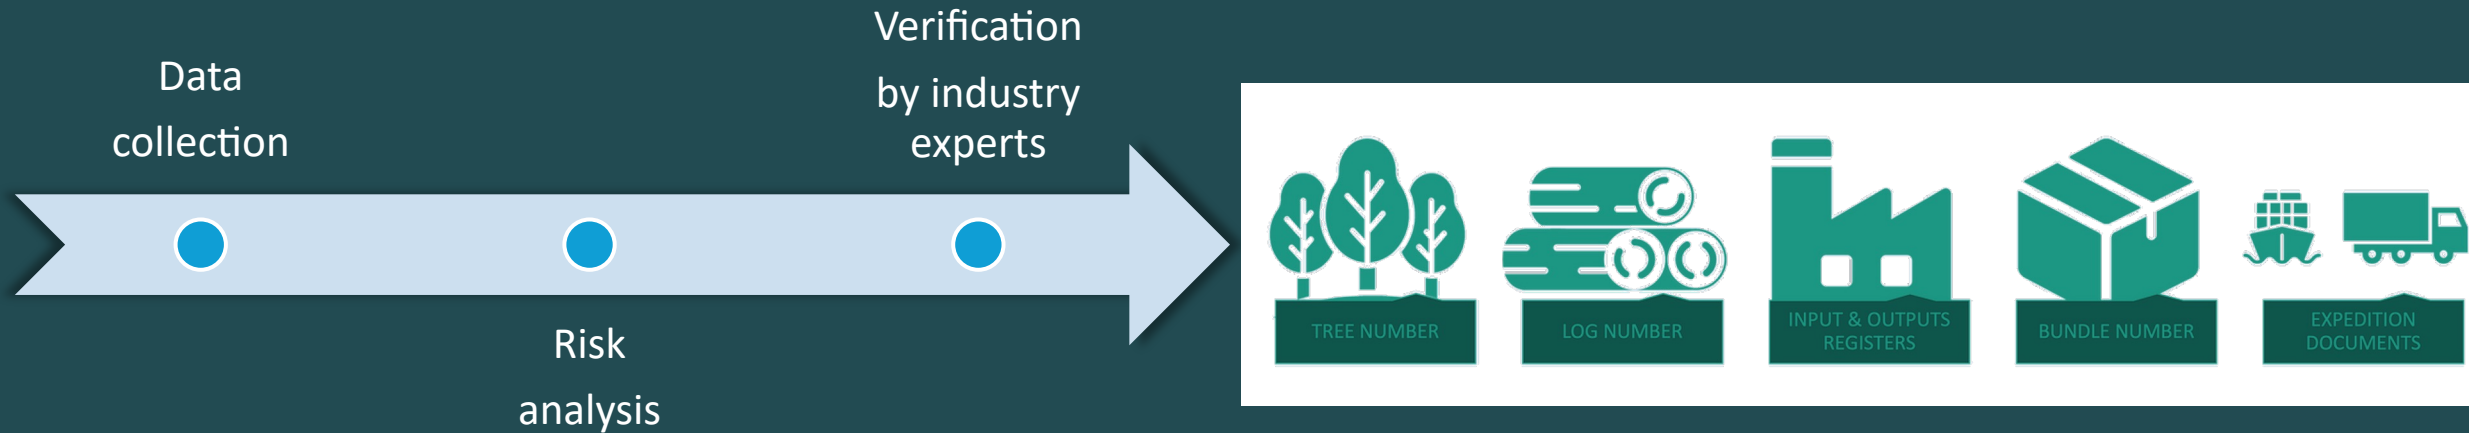 Data
collection
Risk
analysis
Verification
by industry
experts
TREE NUMBER
LOG NUMBER
INPUT & OUTPUTS
REGISTERS
BUNDLE NUMBER
EXPEDITION
DOCUMENTS